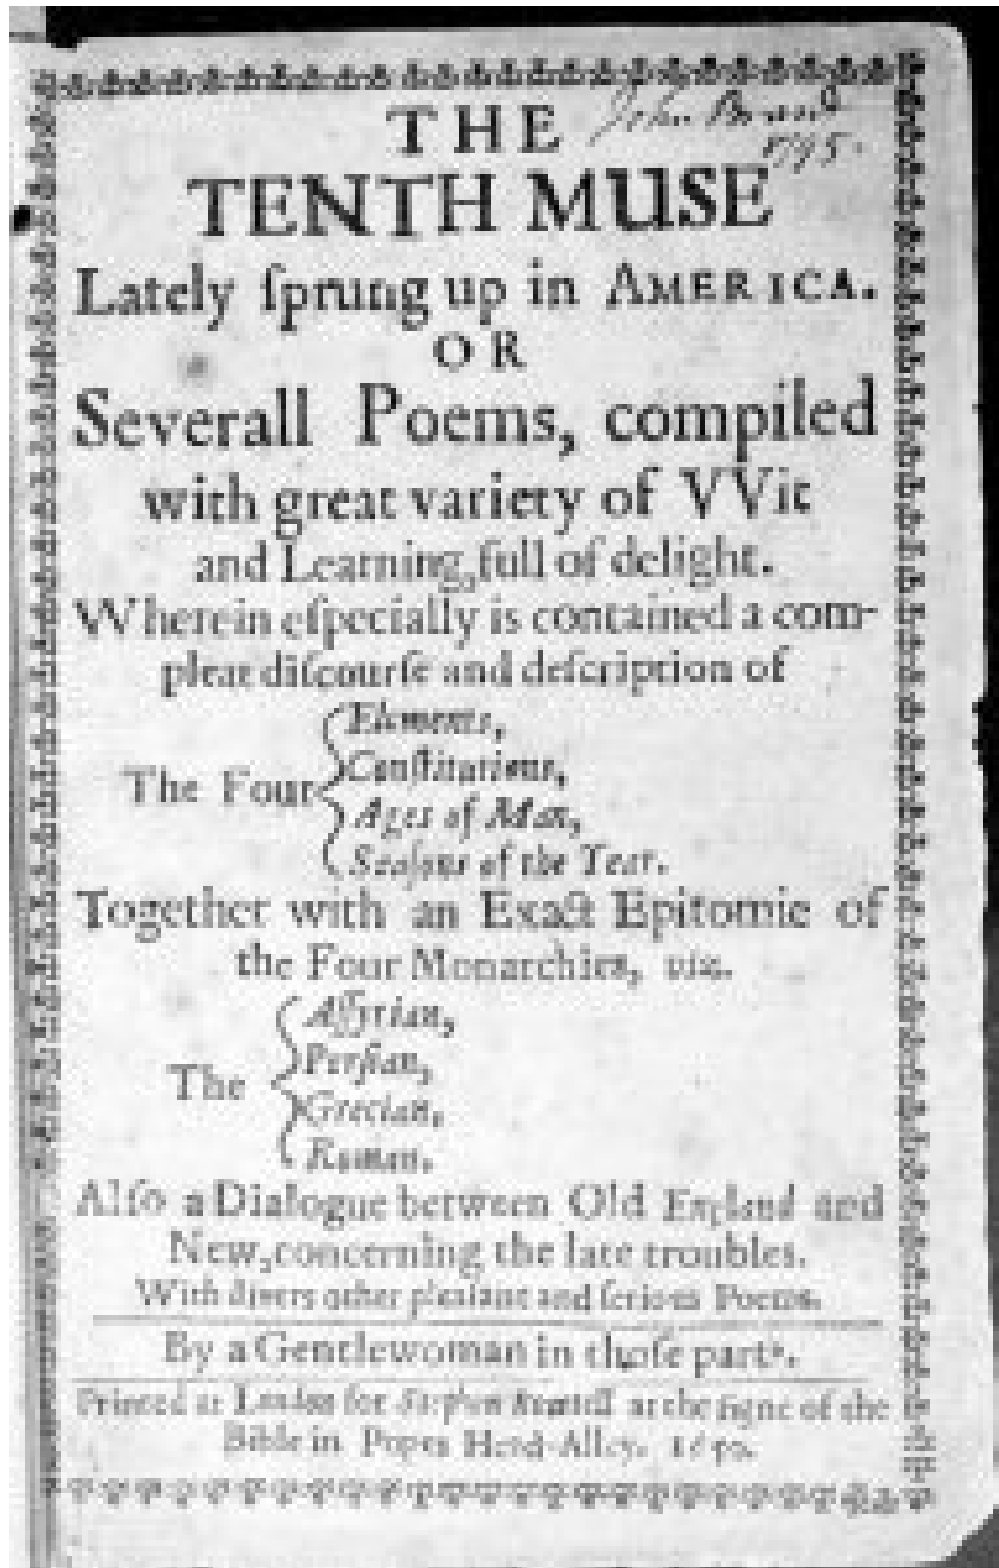 THE
John Brand
1795.
TENTH MUSE
Lately ſprung up in AMERICA.
OR
Severall Poems, compiled
with great variety of VVit
and Learning, full of delight.
Wherein eſpecially is contained a com-
pleat diſcourſe and deſcription of
The Four
Elements,
Conſtitutions,
Ages of Man,
Seaſons of the Year.
Together with an Exact Epitomie of
the Four Monarchies, viz.
The
Aſſyrian,
Perſian,
Grecian,
Roman.
Alſo a Dialogue between Old England and
New, concerning the late troubles.
With divers other pleaſant and ſerious Poems.
By a Gentlewoman in thoſe parts.
Printed at London for Stephen Bowtell at the ſigne of the
Bible in Popes Head-Alley. 1650.